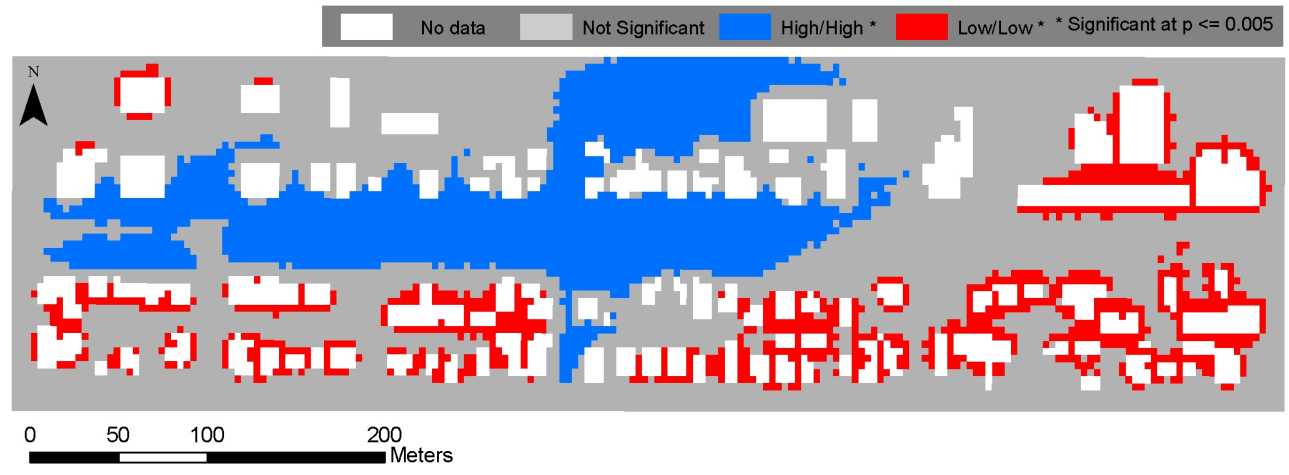 No data Not Significant High/High * Low/Low * * Significant at p <= 0.005
N
0 50 100 200
Meters